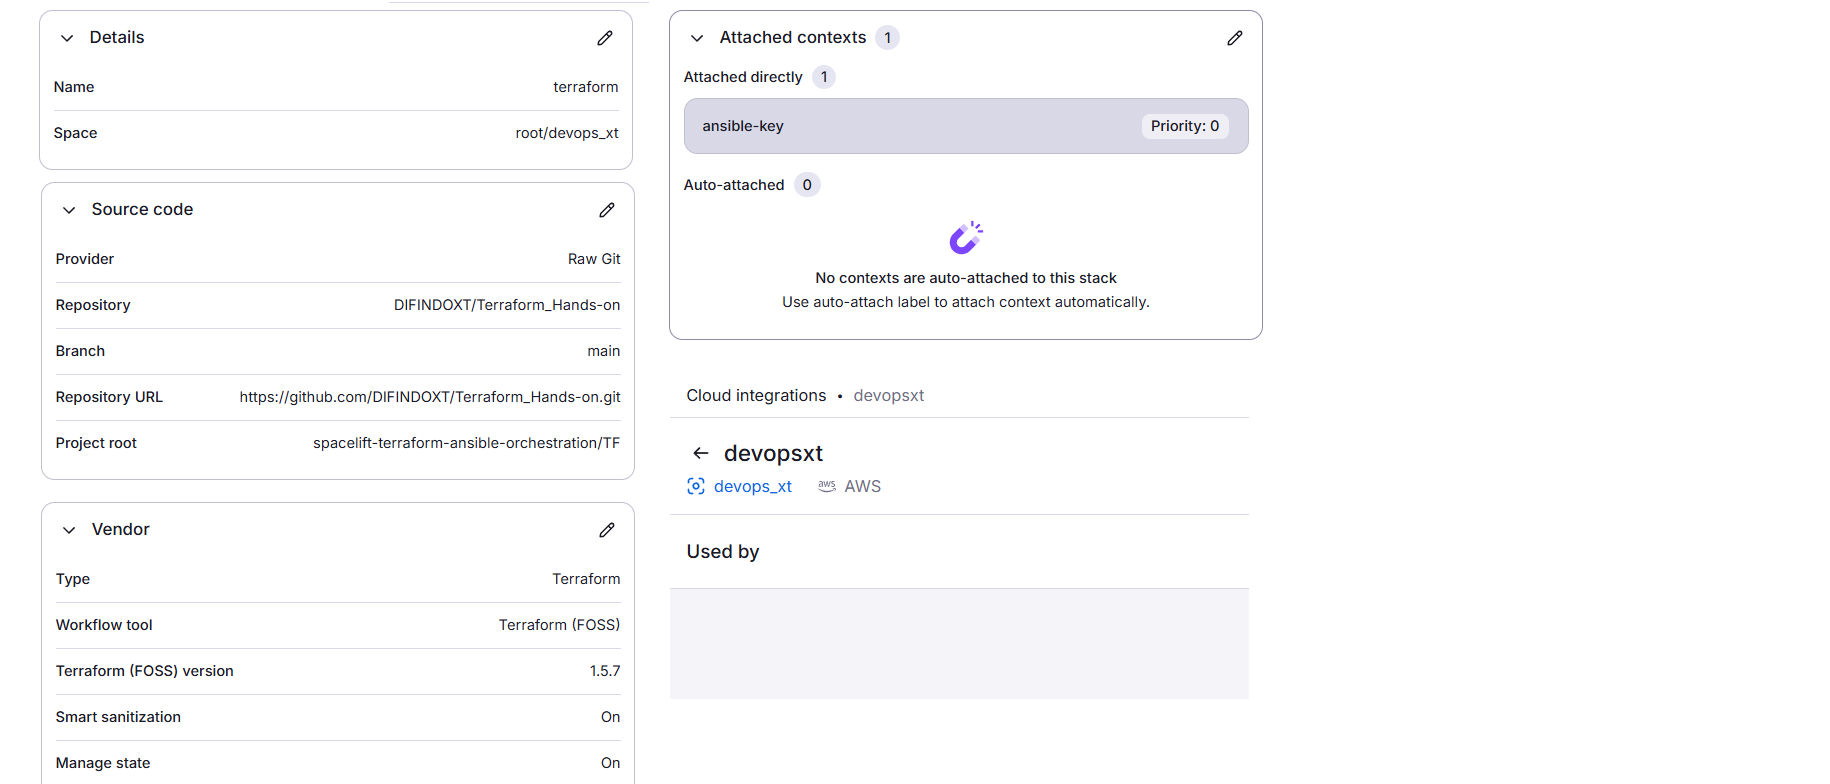 Details
Name terraform
Space root/devops_xt
Source code
Provider Raw Git
Repository DIFINDOXT/Terraform_Hands-on
Branch main
Repository URL https://github.com/DIFINDOXT/Terraform_Hands-on.git
Project root spacelift-terraform-ansible-orchestration/TF
Vendor
Type Terraform
Workflow tool Terraform (FOSS)
Terraform (FOSS) version 1.5.7
Smart sanitization On
Manage state On
Attached contexts 1
Attached directly 1
ansible-key Priority: 0
Auto-attached 0
No contexts are auto-attached to this stack
Use auto-attach label to attach context automatically.
Cloud integrations • devopsxt
devopsxt
devops_xt aws AWS
Used by